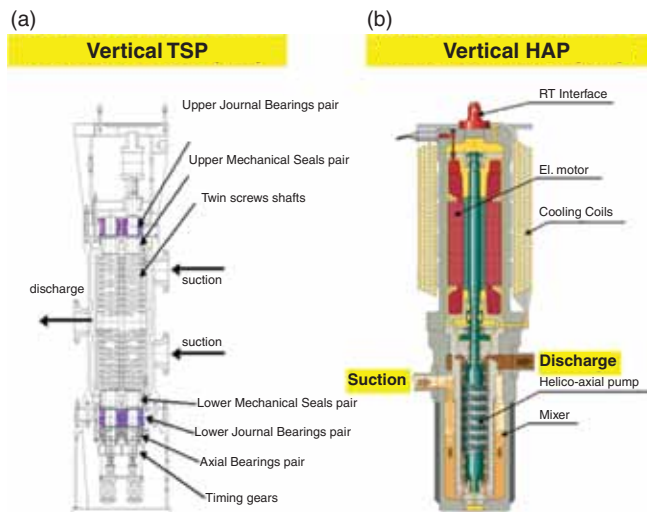 (a)
Vertical TSP
Upper Journal Bearings pair
Upper Mechanical Seals pair
Twin screws shafts
suction
discharge
suction
Lower Mechanical Seals pair
Lower Journal Bearings pair
Axial Bearings pair
Timing gears
(b)
Vertical HAP
RT Interface
El. motor
Cooling Coils
Discharge
Suction
Helico-axial pump
Mixer